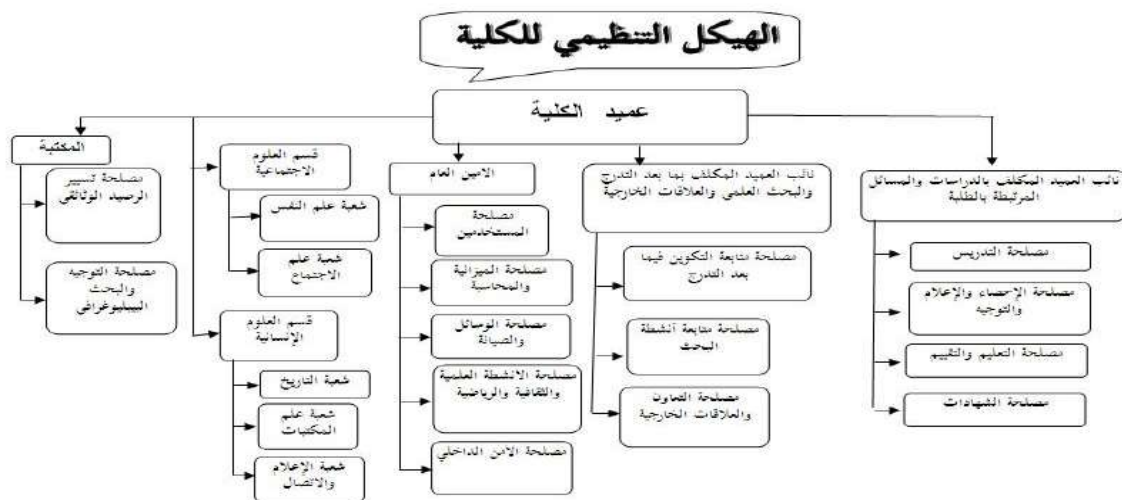 الهيكل التنظيمي للكلية
عميد الكلية
نائب العميد المكلف بالدراسات والمسائل
المرتبطة بالطلبة
مصلحة التدريس
مصلحة الإحصاء والإعلام
والتوجيه
مصلحة التعليم والتقييم
مصلحة الشهادات
نائب العميد المكلف بما بعد التدرج
والبحث العلمى والعلاقات الخارجية
مصلحة متابعة التكوين فيما
بعد التدرج
مصلحة متابعة أنشطة
البحث
مصلحة التعاون
والعلاقات الخارجية
الامين العام
مصلحة
المستخدمين
مصلحة الميزانية
والمحاسبة
مصلحة الوسائل
والصيانة
مصلحة الانشطة العلمية
والثقافية والرياضية
مصلحة الأمن الداخلي
قسم العلوم
الاجتماعية
شعبة علم النفس
شعبة علم
الاجتماع
قسم العلوم
الإنسانية
شعبة التاريخ
شعبة علم
المكتبات
شعبة الإعلام
والاتصال
المكتبة
مصلحة تسيير
الرصيد الوثائقى
مصلحة التوجيه
والبحث
البيبليوغرافى